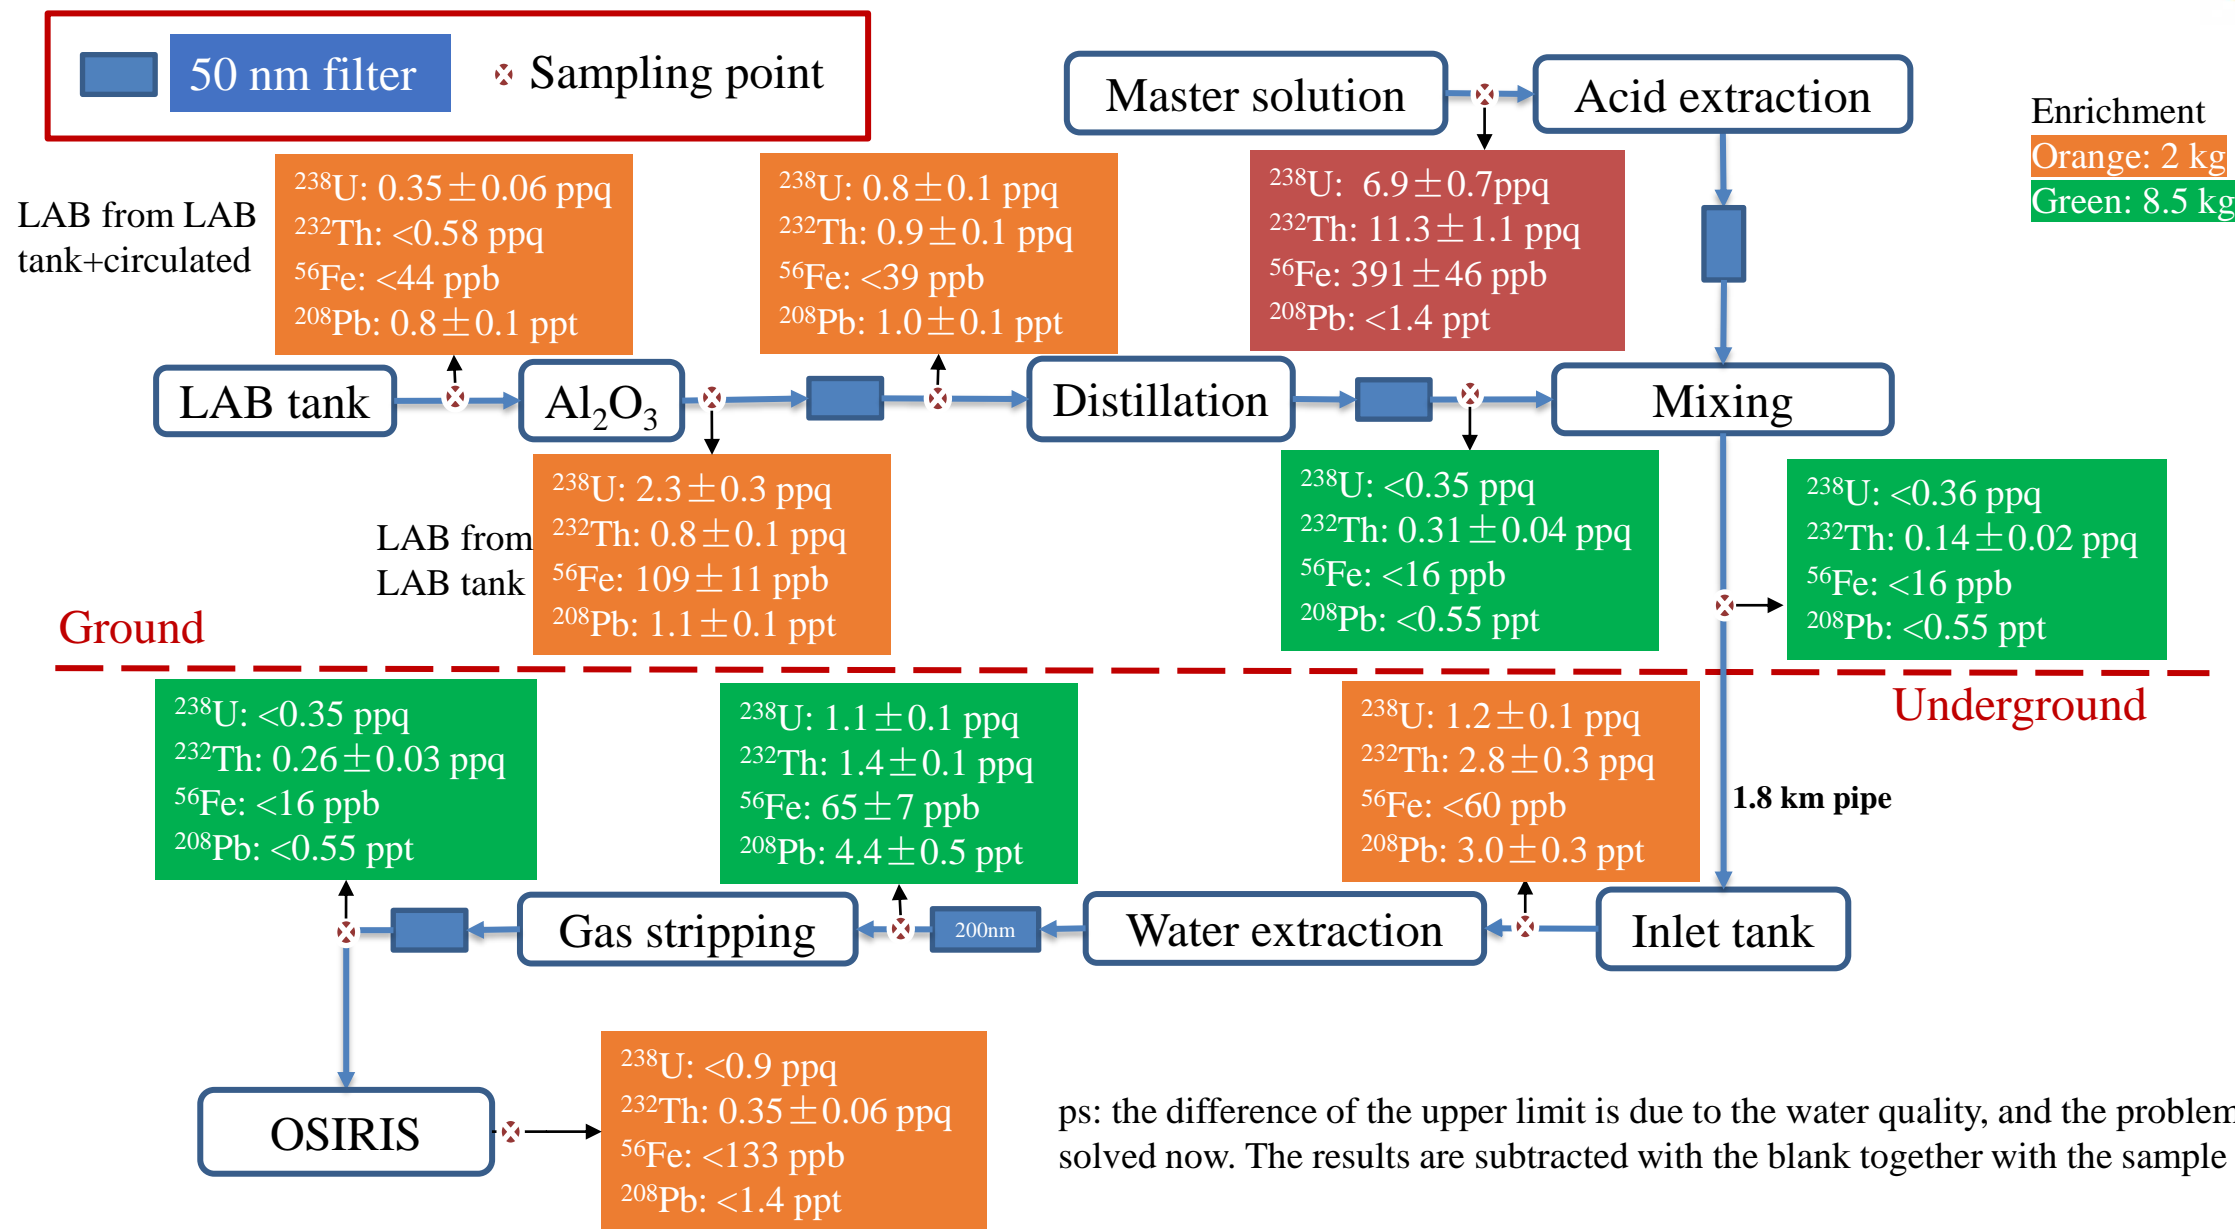 50 nm filter
Sampling point
Master solution
Acid extraction
Enrichment
Orange: 2 kg
Green: 8.5 kg
LAB from LAB
tank+circulated
²³⁸U: 0.35±0.06 ppq
²³²Th: <0.58 ppq
⁵⁶Fe: <44 ppb
²⁰⁸Pb: 0.8±0.1 ppt
²³⁸U: 0.8±0.1 ppq
²³²Th: 0.9±0.1 ppq
⁵⁶Fe: <39 ppb
²⁰⁸Pb: 1.0±0.1 ppt
²³⁸U: 6.9±0.7ppq
²³²Th: 11.3±1.1 ppq
⁵⁶Fe: 391±46 ppb
²⁰⁸Pb: <1.4 ppt
LAB tank
Al₂O₃
Distillation
Mixing
LAB from
LAB tank
²³⁸U: 2.3±0.3 ppq
²³²Th: 0.8±0.1 ppq
⁵⁶Fe: 109±11 ppb
²⁰⁸Pb: 1.1±0.1 ppt
²³⁸U: <0.35 ppq
²³²Th: 0.31±0.04 ppq
⁵⁶Fe: <16 ppb
²⁰⁸Pb: <0.55 ppt
²³⁸U: <0.36 ppq
²³²Th: 0.14±0.02 ppq
⁵⁶Fe: <16 ppb
²⁰⁸Pb: <0.55 ppt
Ground
Underground
²³⁸U: <0.35 ppq
²³²Th: 0.26±0.03 ppq
⁵⁶Fe: <16 ppb
²⁰⁸Pb: <0.55 ppt
²³⁸U: 1.1±0.1 ppq
²³²Th: 1.4±0.1 ppq
⁵⁶Fe: 65±7 ppb
²⁰⁸Pb: 4.4±0.5 ppt
²³⁸U: 1.2±0.1 ppq
²³²Th: 2.8±0.3 ppq
⁵⁶Fe: <60 ppb
²⁰⁸Pb: 3.0±0.3 ppt
1.8 km pipe
Gas stripping
200nm
Water extraction
Inlet tank
OSIRIS
²³⁸U: <0.9 ppq
²³²Th: 0.35±0.06 ppq
⁵⁶Fe: <133 ppb
²⁰⁸Pb: <1.4 ppt
ps: the difference of the upper limit is due to the water quality, and the problem
solved now. The results are subtracted with the blank together with the sample